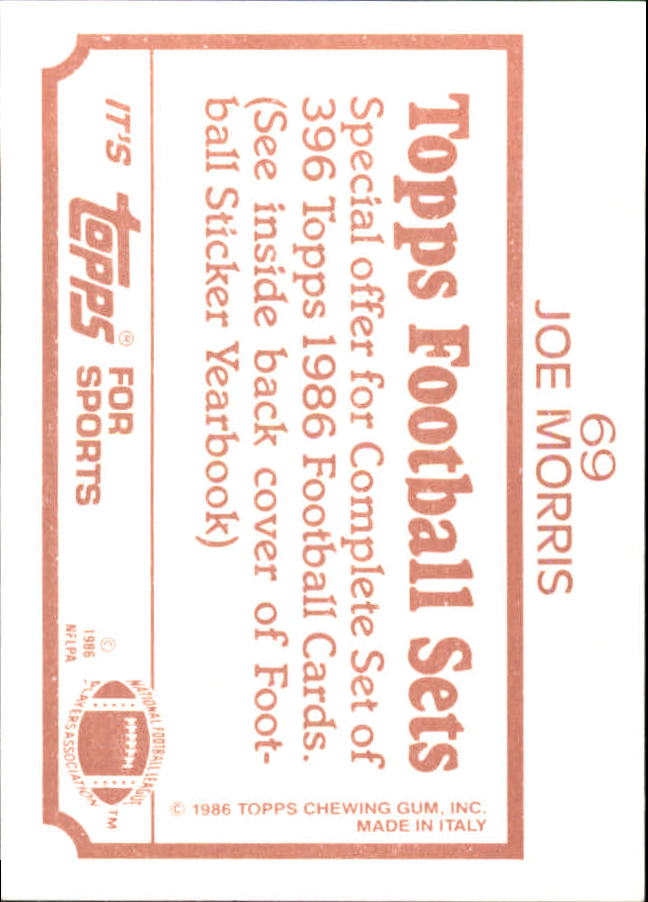 69
JOE MORRIS
Topps Football Sets
Special offer for Complete Set of
396 Topps 1986 Football Cards.
(See inside back cover of Foot-
ball Sticker Yearbook)
IT'S topps® FOR
SPORTS
© 1986 NFLPA
NATIONAL FOOTBALL LEAGUE
PLAYERS ASSOCIATION
TM
© 1986 TOPPS CHEWING GUM, INC.
MADE IN ITALY